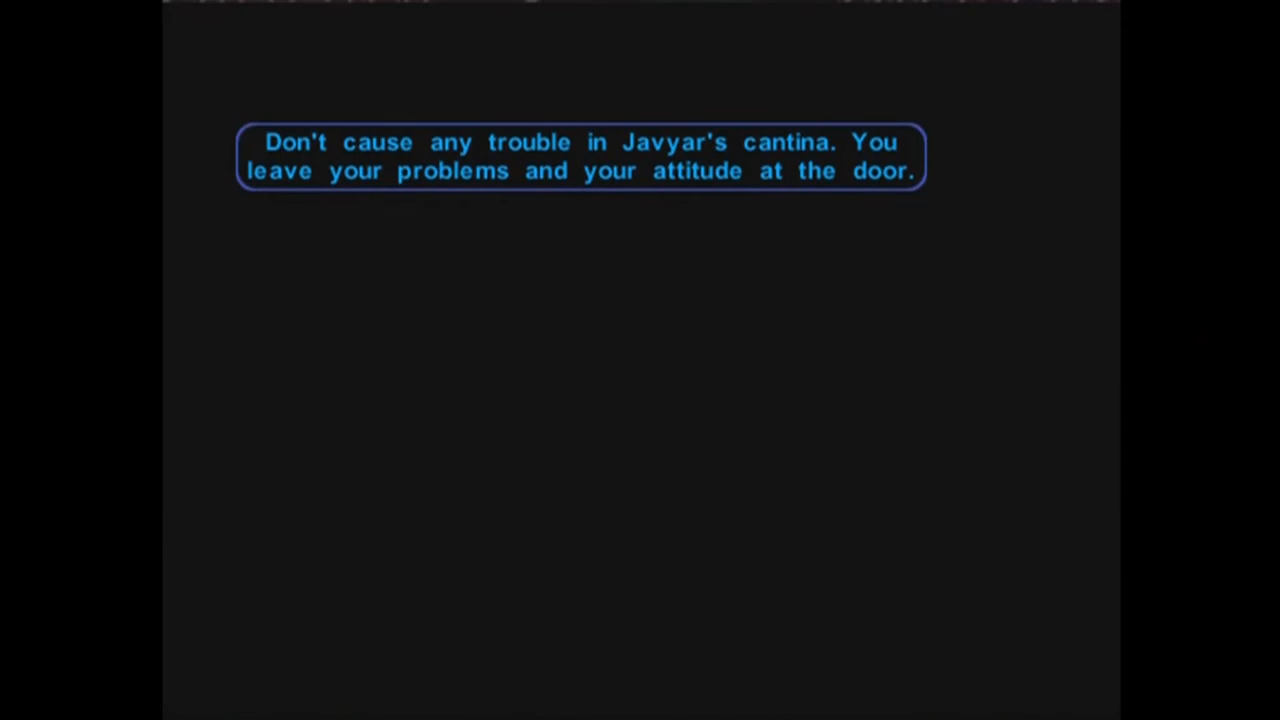 Don't cause any trouble in Javyar's cantina. You
leave your problems and your attitude at the door.